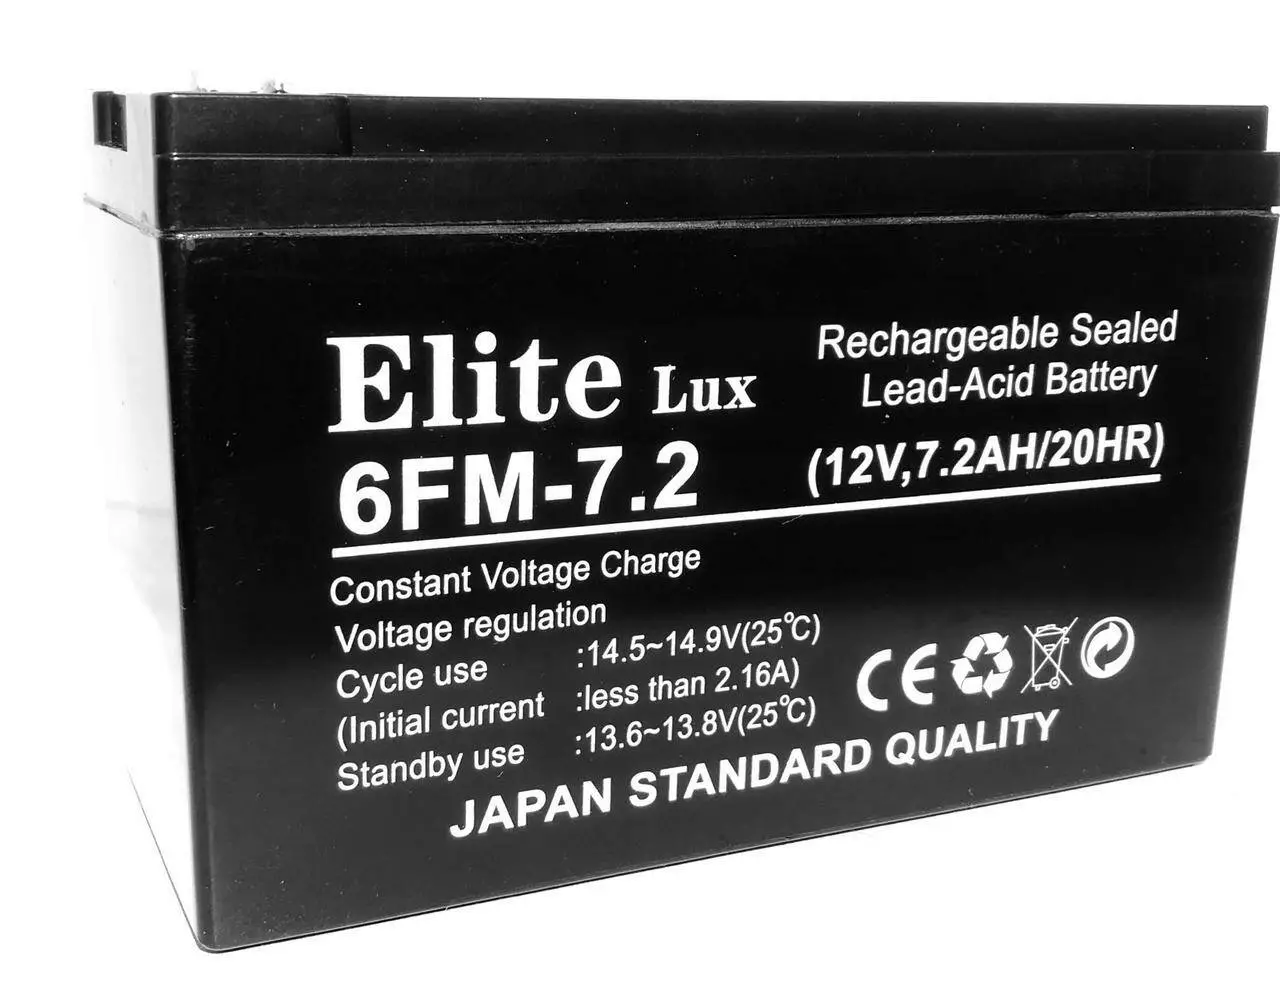 Elite Lux
Rechargeable Sealed
Lead-Acid Battery
6FM-7.2
(12V,7.2AH/20HR)
Constant Voltage Charge
Voltage regulation
Cycle use :14.5~14.9V(25℃)
(Initial current :less than 2.16A)
Standby use :13.6~13.8V(25℃)
CE
JAPAN STANDARD QUALITY